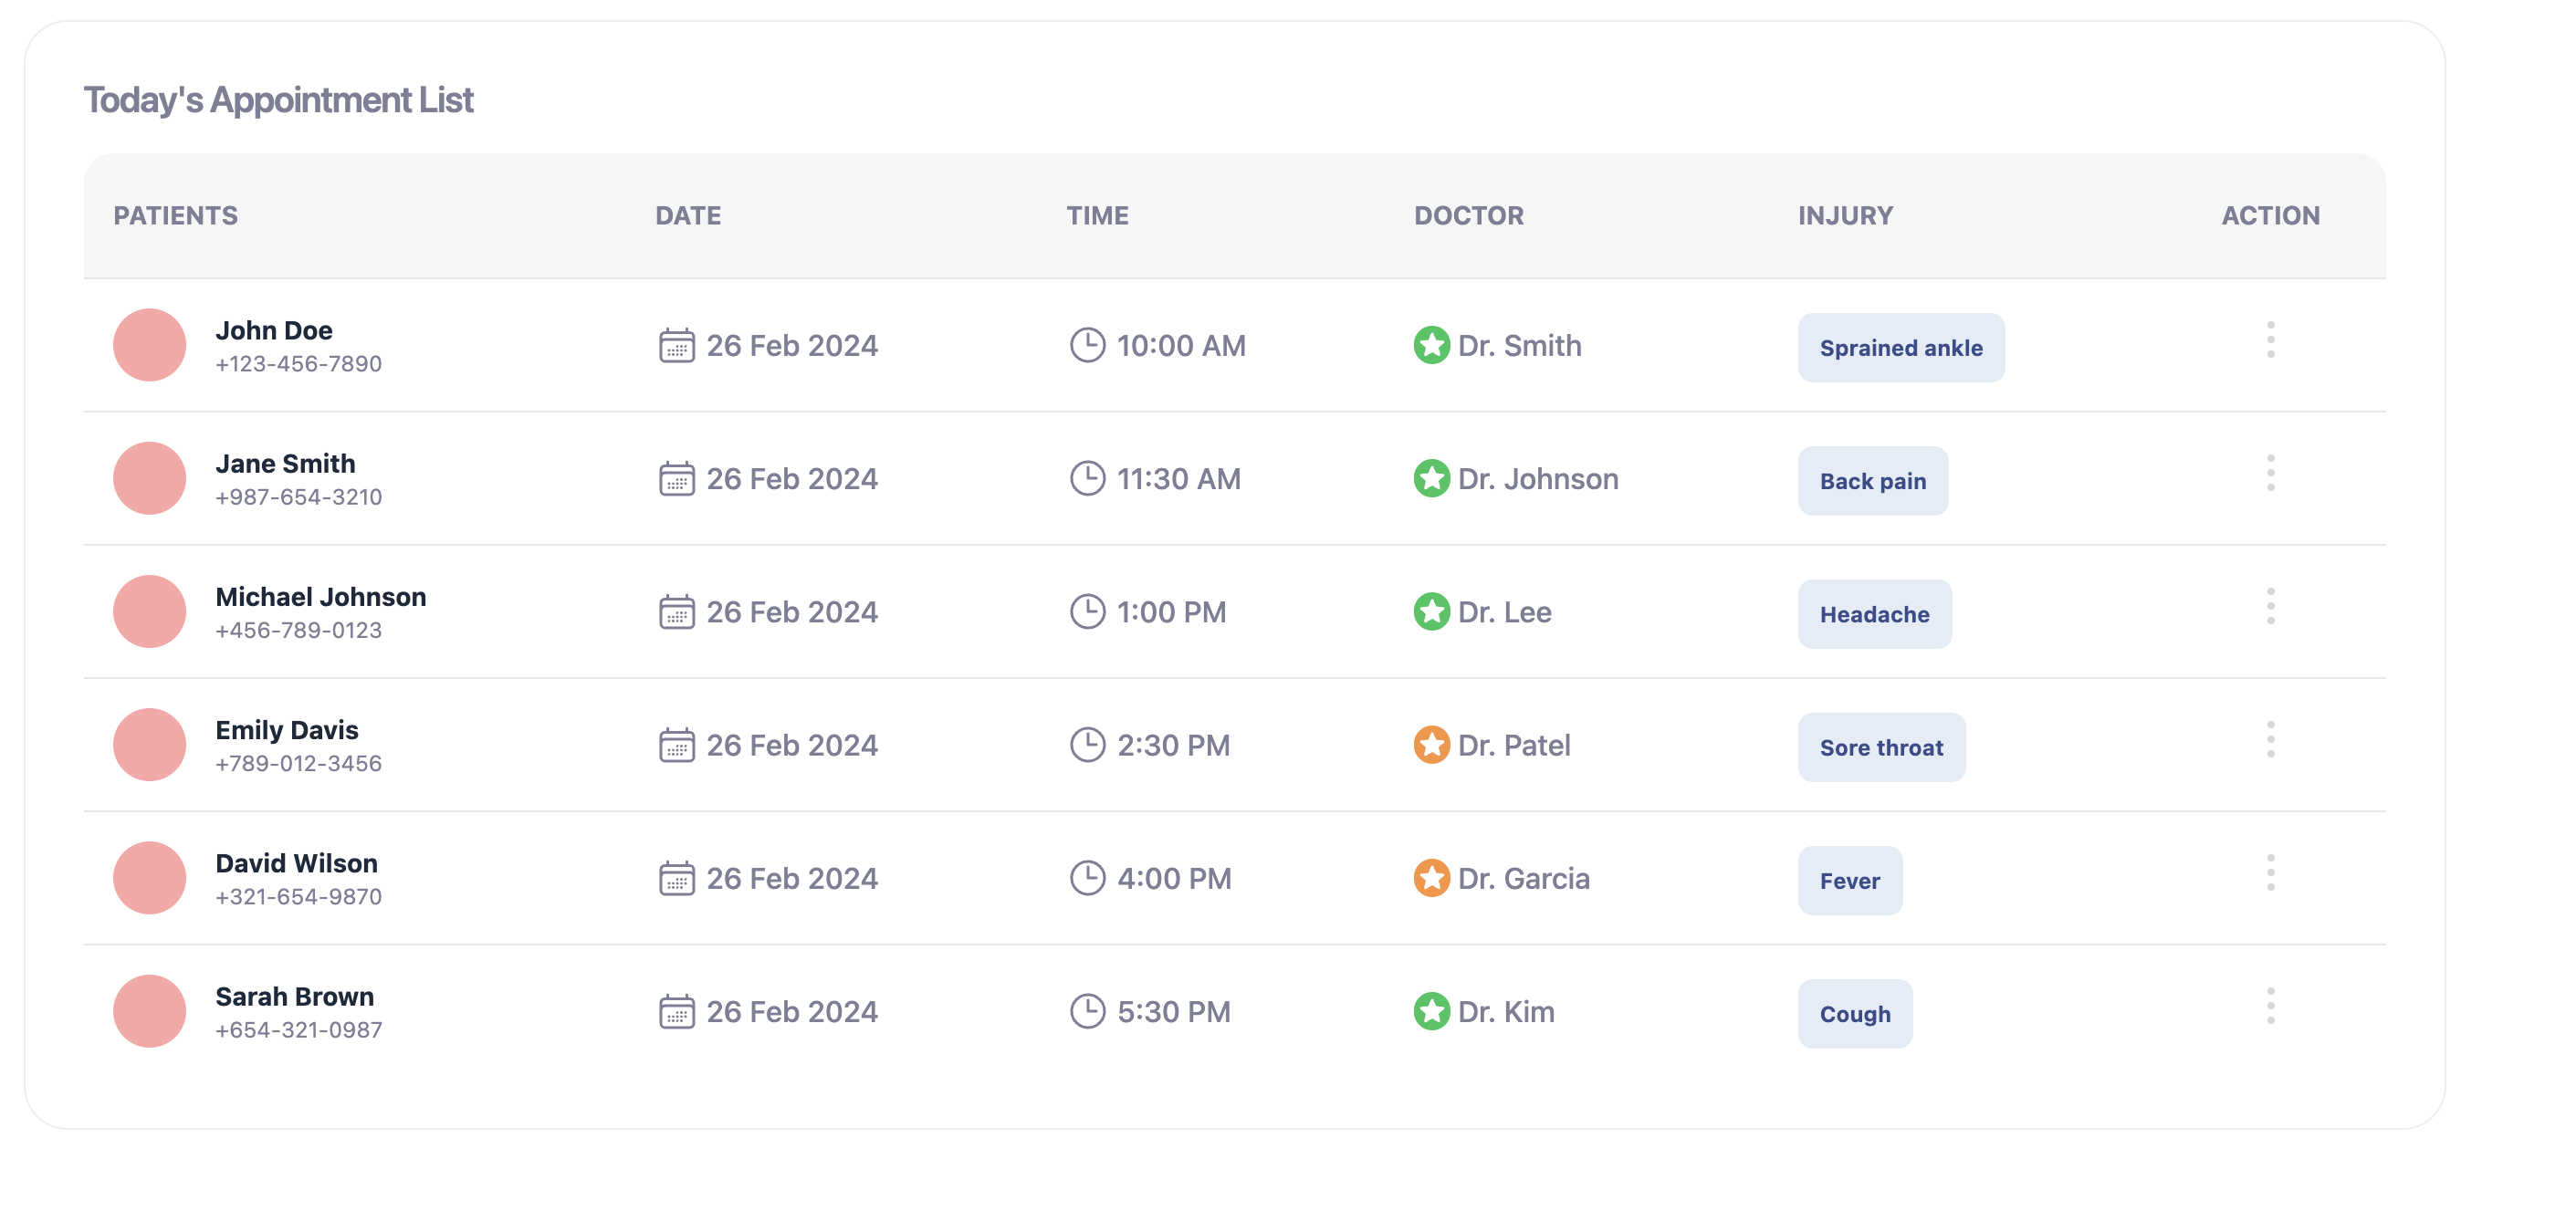 Today's Appointment List
PATIENTS DATE TIME DOCTOR INJURY ACTION
John Doe
+123-456-7890
26 Feb 2024 10:00 AM Dr. Smith Sprained ankle
Jane Smith
+987-654-3210
26 Feb 2024 11:30 AM Dr. Johnson Back pain
Michael Johnson
+456-789-0123
26 Feb 2024 1:00 PM Dr. Lee Headache
Emily Davis
+789-012-3456
26 Feb 2024 2:30 PM Dr. Patel Sore throat
David Wilson
+321-654-9870
26 Feb 2024 4:00 PM Dr. Garcia Fever
Sarah Brown
+654-321-0987
26 Feb 2024 5:30 PM Dr. Kim Cough